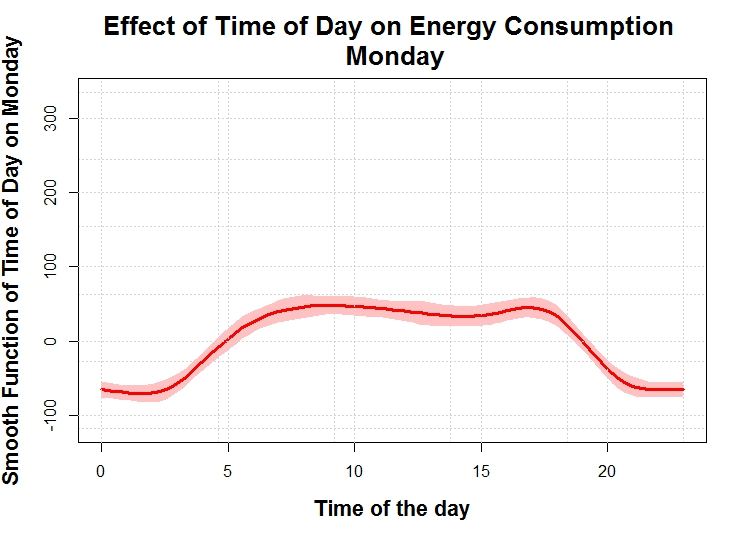 Effect of Time of Day on Energy Consumption
Monday
Smooth Function of Time of Day on Monday
300
200
100
0
-100
0 5 10 15 20
Time of the day